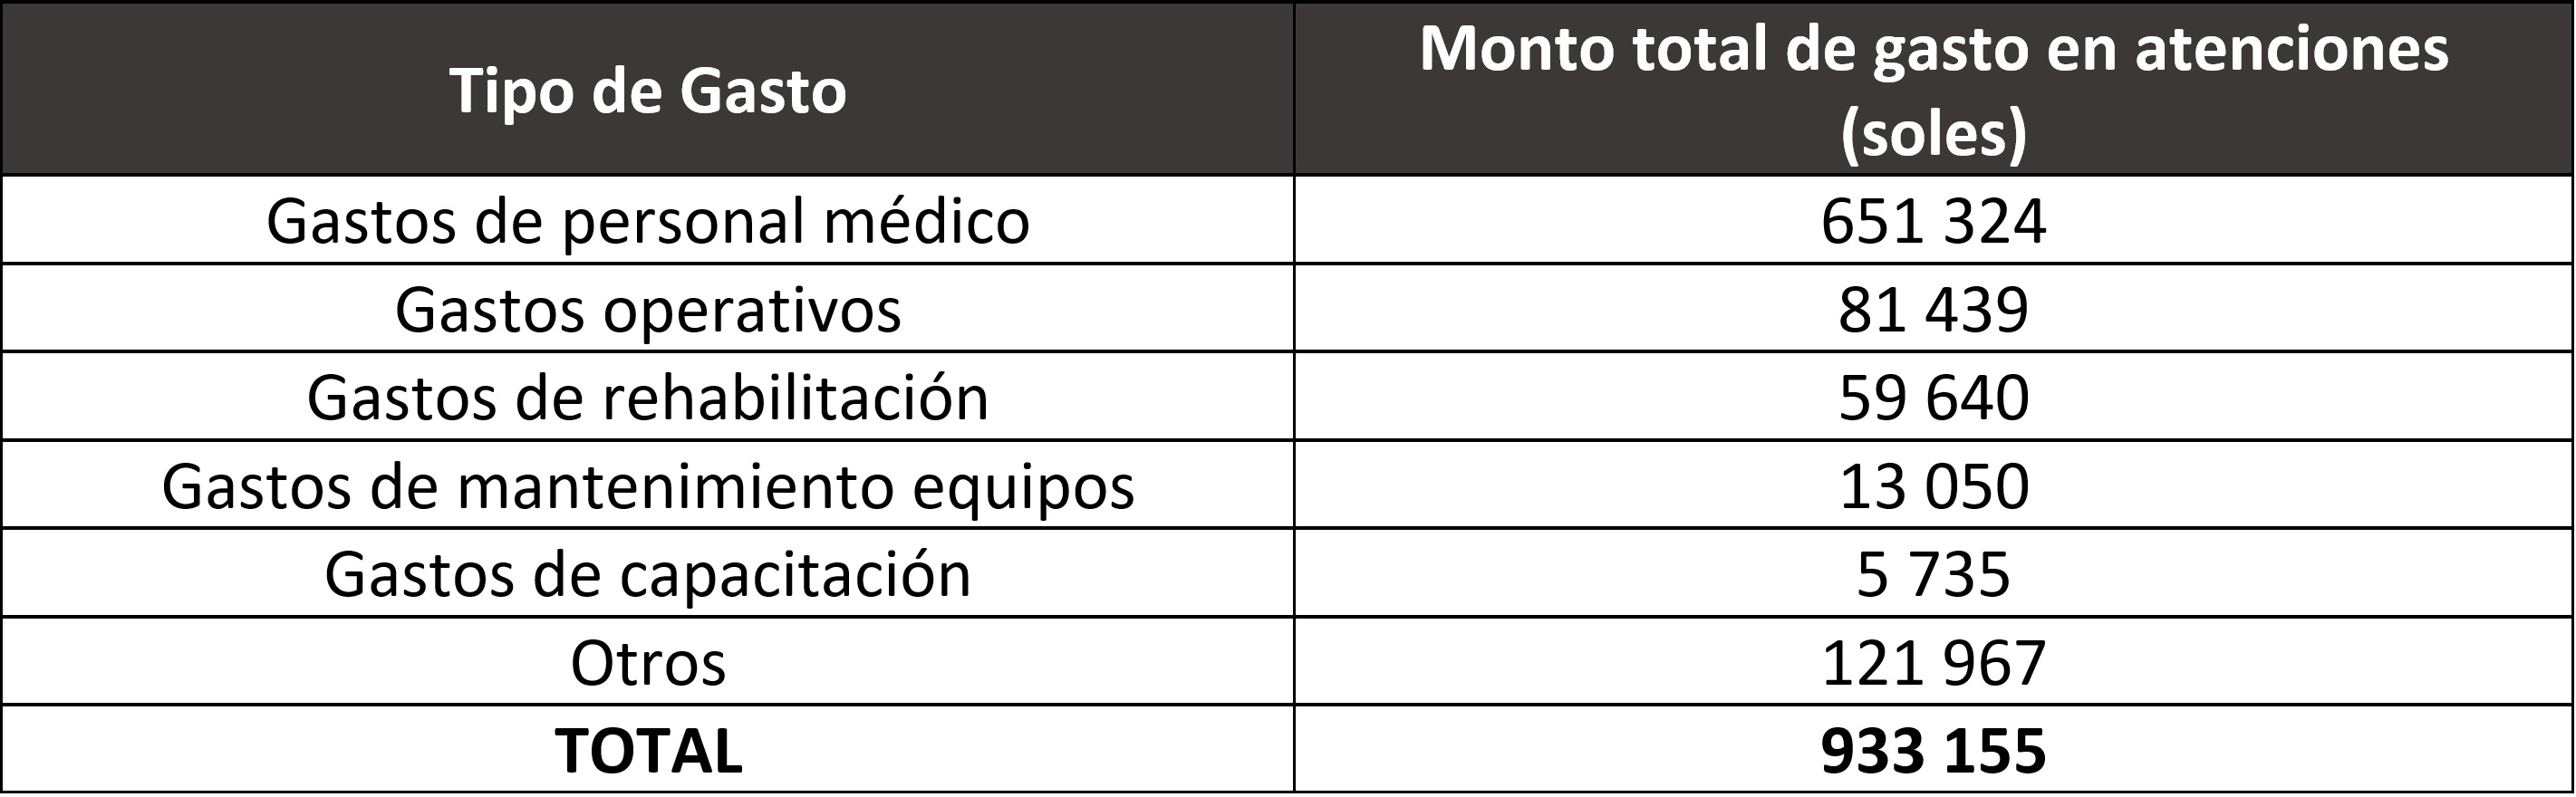 Tipo de Gasto
Monto total de gasto en atenciones
(soles)
Gastos de personal médico
651 324
Gastos operativos
81 439
Gastos de rehabilitación
59 640
Gastos de mantenimiento equipos
13 050
Gastos de capacitación
5 735
Otros
121 967
TOTAL
933 155